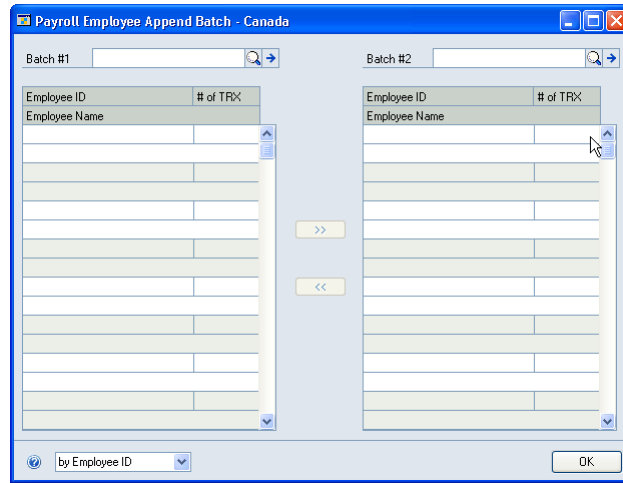 Payroll Employee Append Batch - Canada
Batch #1
Batch #2
Employee ID # of TRX
Employee Name
Employee ID # of TRX
Employee Name
>>
<<
by Employee ID
OK